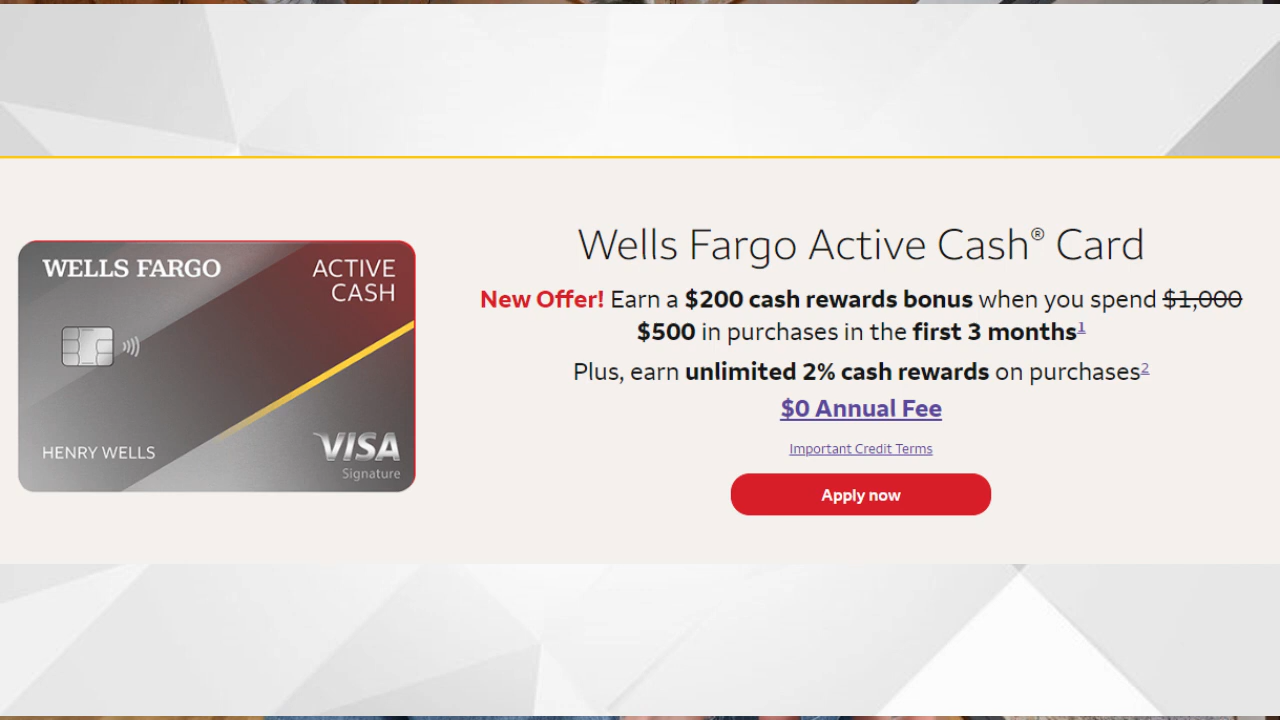 WELLS FARGO
ACTIVE
CASH
HENRY WELLS
VISA
Signature
Wells Fargo Active Cash® Card
New Offer! Earn a $200 cash rewards bonus when you spend $1,000
$500 in purchases in the first 3 months1
Plus, earn unlimited 2% cash rewards on purchases2
$0 Annual Fee
Important Credit Terms
Apply now